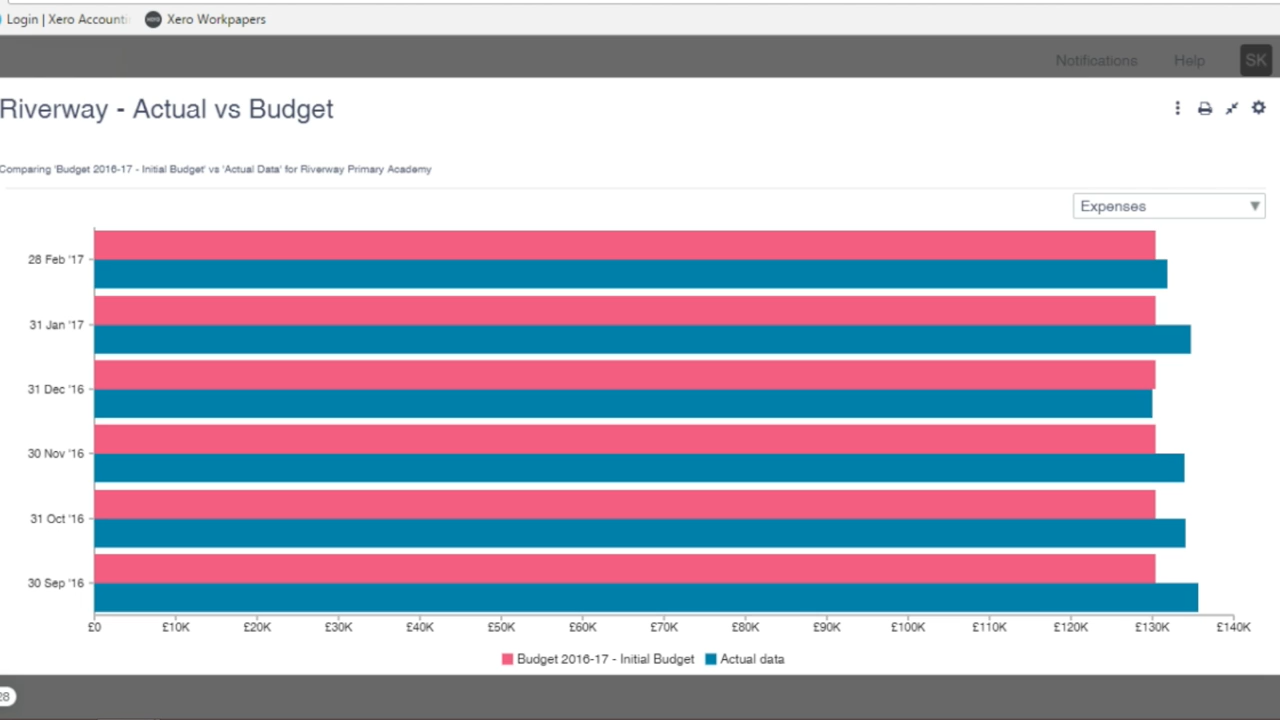 Login | Xero Accounti
Xero Workpapers
Notifications Help SK
Riverway - Actual vs Budget
Comparing 'Budget 2016-17 - Initial Budget' vs 'Actual Data' for Riverway Primary Academy
Expenses
28 Feb '17
31 Jan '17
31 Dec '16
30 Nov '16
31 Oct '16
30 Sep '16
£0 £10K £20K £30K £40K £50K £60K £70K £80K £90K £100K £110K £120K £130K £140K
Budget 2016-17 - Initial Budget Actual data
28